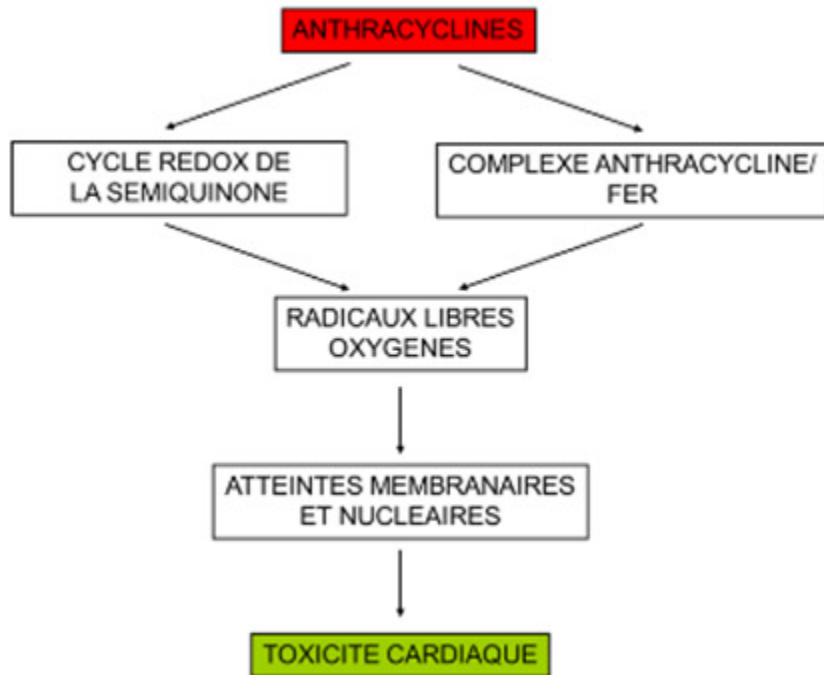 ANTHRACYCLINES
CYCLE REDOX DE
LA SEMIQUINONE
COMPLEXE ANTHRACYCLINE/
FER
RADICAUX LIBRES
OXYGENES
ATTEINTES MEMBRANAIRES
ET NUCLEAIRES
TOXICITE CARDIAQUE